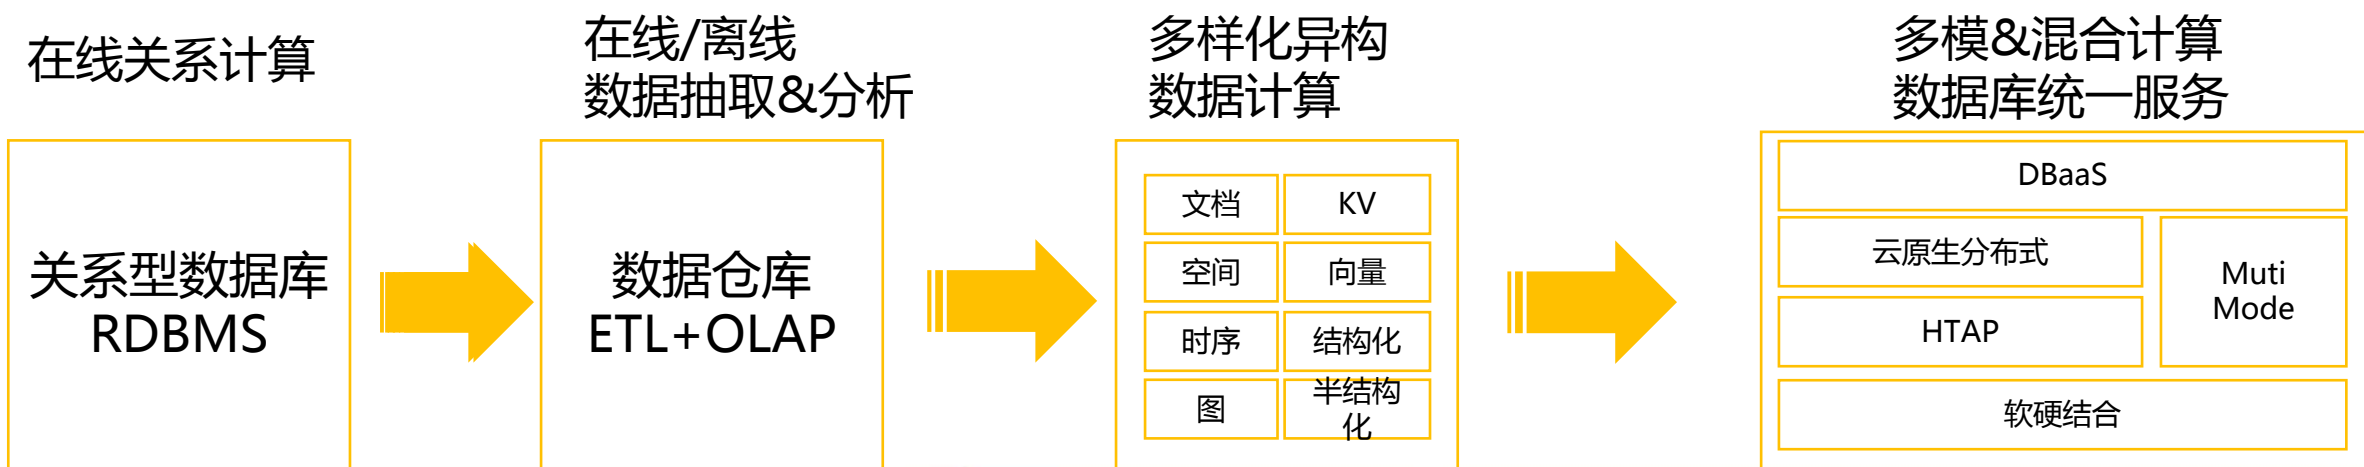 在线关系计算
在线/离线
数据抽取&分析
多样化异构
数据计算
多模&混合计算
数据库统一服务
关系型数据库
RDBMS
数据仓库
ETL+OLAP
文档
KV
空间
向量
时序
结构化
图
半结构
化
DBaaS
云原生分布式
HTAP
Muti
Mode
软硬结合